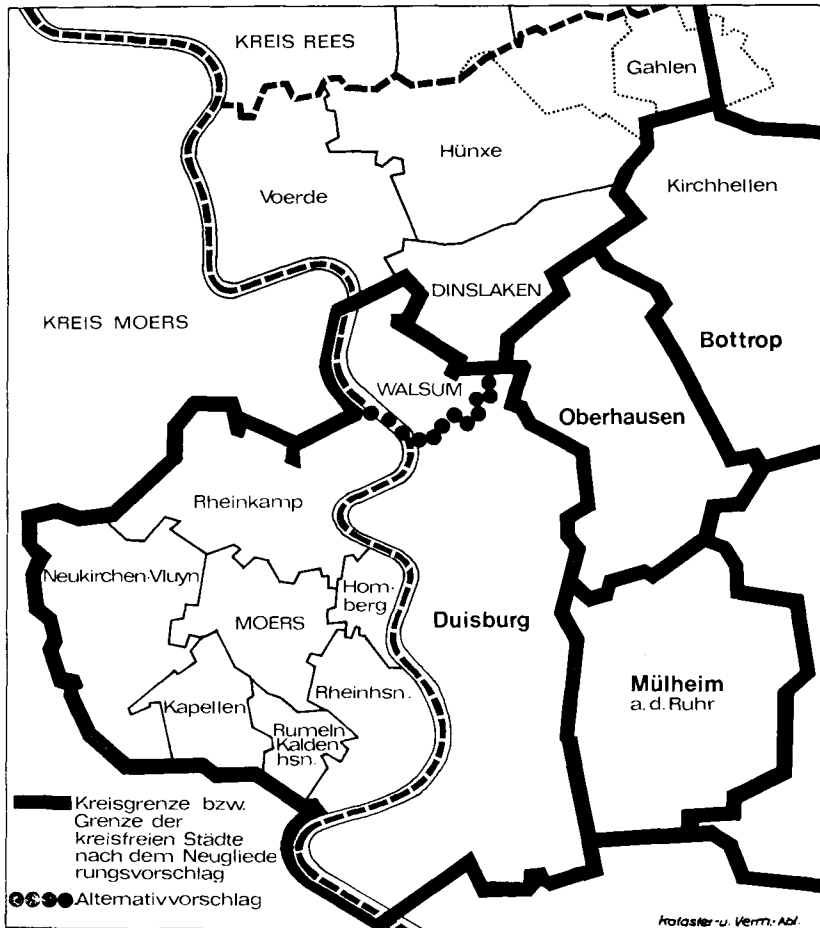 KREIS REES
Gahlen
Hünxe
Kirchhellen
Voerde
DINSLAKEN
KREIS MOERS
Bottrop
WALSUM
Oberhausen
Rheinkamp
Neukirchen-Vluyn
Hom-
berg
MOERS
Duisburg
Rheinhsn.
Mülheim
a.d. Ruhr
Kapellen
Rumeln
Kalden
hsn.
Kreisgrenze bzw.
Grenze der
kreisfreien Städte
nach dem Neugliede
rungsvorschlag
Alternativvorschlag
Kataster-u. Verm.-Abt.